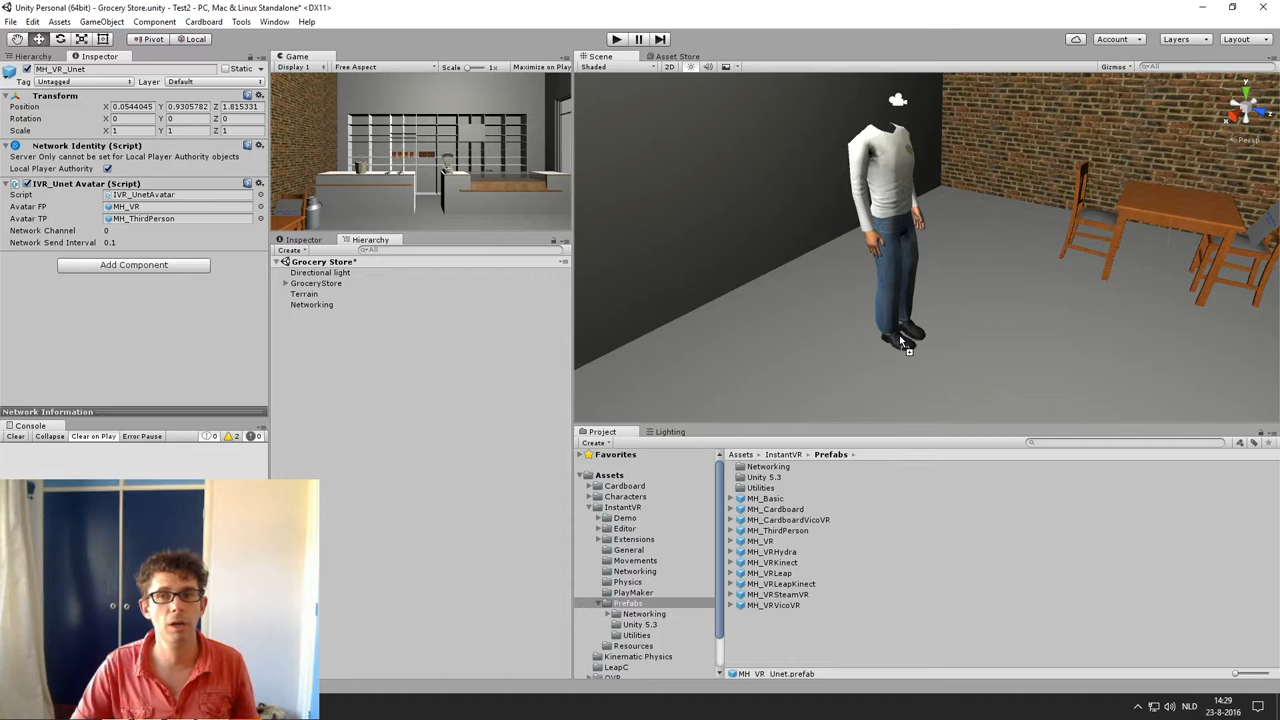 Unity Personal (64bit) - Grocery Store.unity - Test2 - PC, Mac & Linux Standalone* <DX11>
File Edit Assets GameObject Component Cardboard Tools Window Help
Pivot Local Account Layers Layout
Hierarchy Inspector
MH_VR_Unet Static
Tag Untagged Layer Default
Transform
Position X 0.0544045 Y 0.9305782 Z 1.815331
Rotation X 0 Y 0 Z 0
Scale X 1 Y 1 Z 1
Network Identity (Script)
Server Only cannot be set for Local Player Authority objects
Local Player Authority
IVR_Unet Avatar (Script)
Script IVR_UnetAvatar
Avatar FP MH_VR
Avatar TP MH_ThirdPerson
Network Channel 0
Network Send Interval 0.1
Add Component
Network Information
Console
Clear Collapse Clear on Play Error Pause 0 2 0
Game
Display 1 Free Aspect Scale 1x Maximize on Play
Inspector Hierarchy
Create All
Grocery Store*
Directional light
GroceryStore
Terrain
Networking
Scene Asset Store
Shaded 2D Gizmos All
Y
X
Z
Persp
Project Lighting
Create
Favorites
Assets
Cardboard
Characters
InstantVR
Demo
Editor
Extensions
General
Movements
Networking
Physics
PlayMaker
Prefabs
Networking
Unity 5.3
Utilities
Resources
Kinematic Physics
LeapC
OVR
Assets InstantVR Prefabs
Networking
Unity 5.3
Utilities
MH_Basic
MH_Cardboard
MH_CardboardVicoVR
MH_ThirdPerson
MH_VR
MH_VRHydra
MH_VRKinect
MH_VRLeap
MH_VRLeapKinect
MH_VRSteamVR
MH_VRVicoVR
MH_VR_Unet.prefab
NLD
14:29
23-8-2016